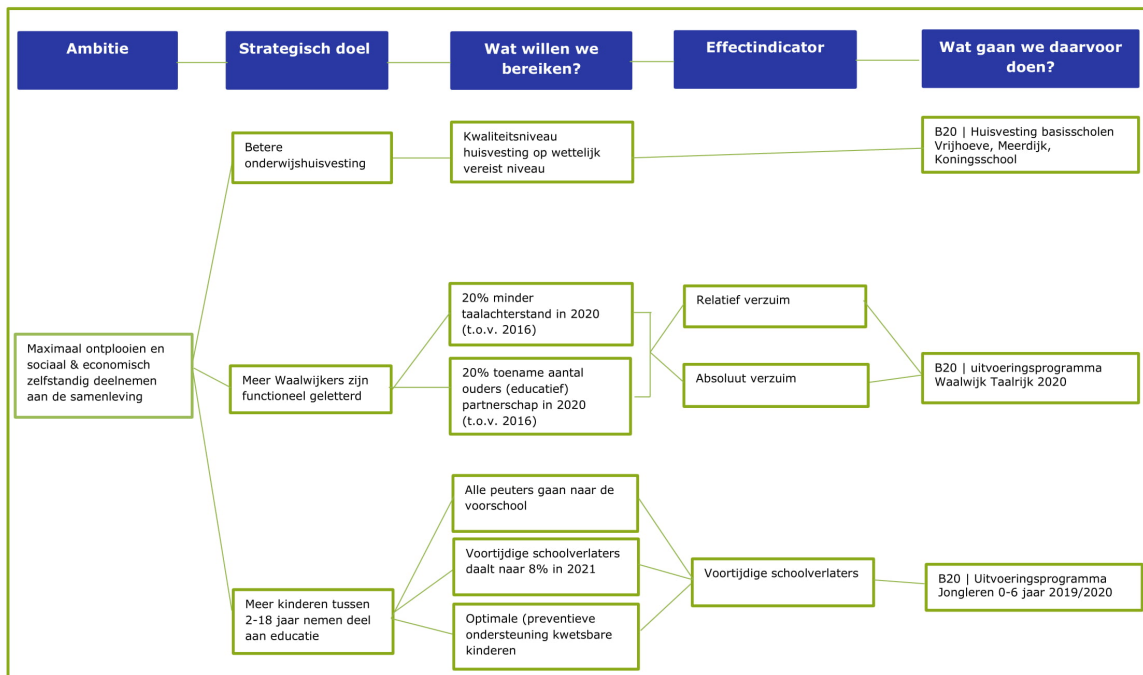 Ambitie
Strategisch doel
Wat willen we
bereiken?
Effectindicator
Wat gaan we daarvoor
doen?
Betere
onderwijshuisvesting
Kwaliteitsniveau
huisvesting op wettelijk
vereist niveau
B20 | Huisvesting basisscholen
Vrijhoeve, Meerdijk,
Koningsschool
Maximaal ontplooien en
sociaal & economisch
zelfstandig deelnemen
aan de samenleving
Meer Waalwijkers zijn
functioneel geletterd
20% minder
taalachterstand in 2020
(t.o.v. 2016)
20% toename aantal
ouders (educatief)
partnerschap in 2020
(t.o.v. 2016)
Relatief verzuim
Absoluut verzuim
B20 | uitvoeringsprogramma
Waalwijk Taalrijk 2020
Meer kinderen tussen
2-18 jaar nemen deel
aan educatie
Alle peuters gaan naar de
voorschool
Voortijdige schoolverlaters
daalt naar 8% in 2021
Optimale (preventieve
ondersteuning kwetsbare
kinderen
Voortijdige schoolverlaters
B20 | Uitvoeringsprogramma
Jongleren 0-6 jaar 2019/2020